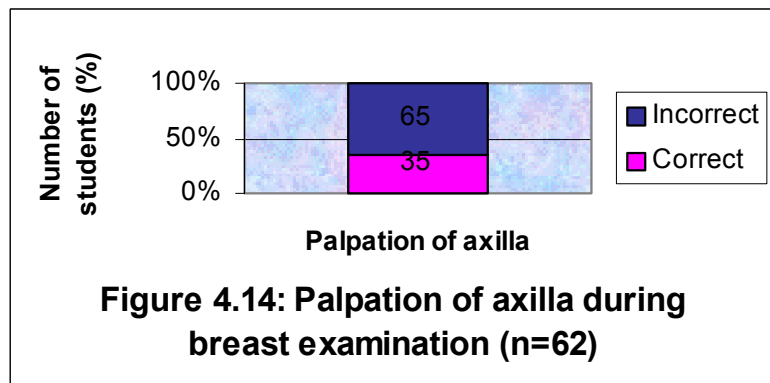 Number of
students (%)
100%
50%
0%
65
35
Incorrect
Correct
Palpation of axilla
Figure 4.14: Palpation of axilla during
breast examination (n=62)